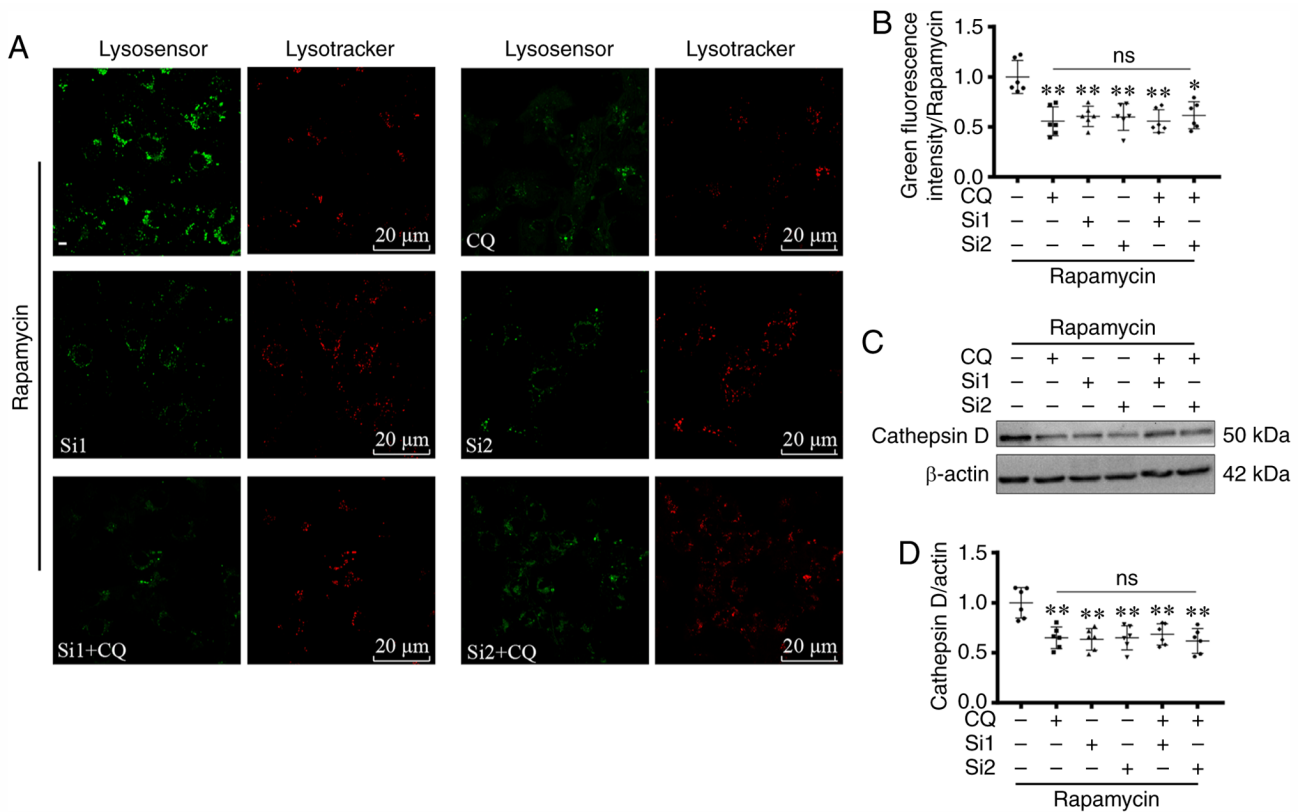 A
Lysosensor Lysotracker Lysosensor Lysotracker
Rapamycin
20 μm
CQ
20 μm
Si1
20 μm
Si2
20 μm
Si1+CQ
20 μm
Si2+CQ
20 μm
B
Green fluorescence
intensity/Rapamycin
1.5
1.0
0.5
0.0
ns
** ** ** ** *
CQ − + − − + +
Si1 − − + − + −
Si2 − − − + − +
Rapamycin
C
Rapamycin
CQ − + − − + +
Si1 − − + − + −
Si2 − − − + − +
Cathepsin D 50 kDa
β-actin 42 kDa
D
Cathepsin D/actin
1.5
1.0
0.5
0.0
ns
** ** ** ** **
CQ − + − − + +
Si1 − − + − + −
Si2 − − − + − +
Rapamycin